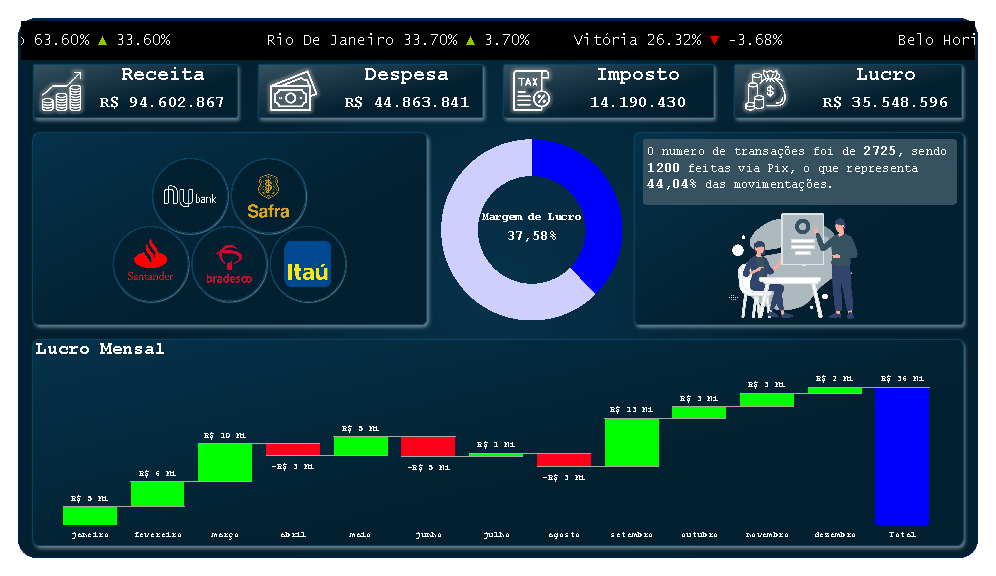 63.60% ▲ 33.60% Rio De Janeiro 33.70% ▲ 3.70% Vitória 26.32% ▼ -3.68% Belo Hori
Receita
R$ 94.602.867
Despesa
R$ 44.863.841
TAX
Imposto
14.190.430
Lucro
R$ 35.548.596
nu bank
Safra
Santander
bradesco
Itaú
Margem de Lucro
37,58%
O numero de transações foi de 2725, sendo
1200 feitas via Pix, o que representa
44,04% das movimentações.
Lucro Mensal
R$ 5 Mi
R$ 6 Mi
R$ 10 Mi
-R$ 3 Mi
R$ 5 Mi
-R$ 5 Mi
R$ 1 Mi
-R$ 3 Mi
R$ 13 Mi
R$ 3 Mi
R$ 3 Mi
R$ 2 Mi
R$ 36 Mi
janeiro fevereiro março abril maio junho julho agosto setembro outubro novembro dezembro Total